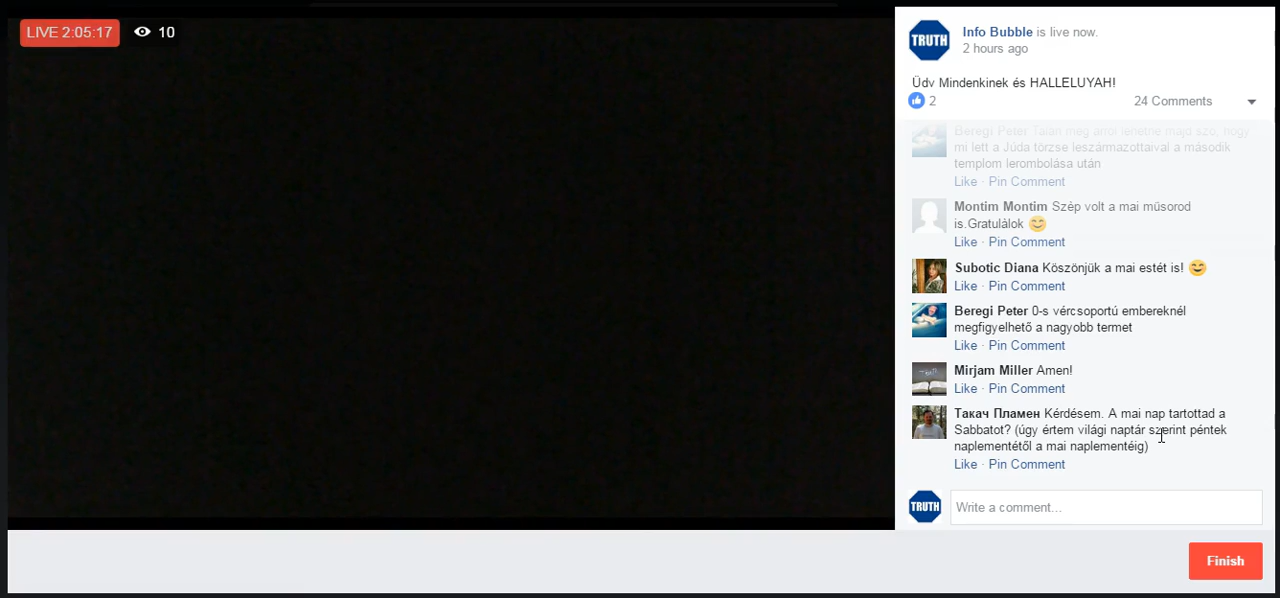 LIVE 2:05:17 10
TRUTH
Info Bubble is live now.
2 hours ago
Üdv Mindenkinek és HALLELUYAH!
2 24 Comments
Beregi Peter Talán még arról lehetne majd szó, hogy
mi lett a Júda törzse leszármazottaival a második
templom lerombolása után
Like · Pin Comment
Montim Montim Szép volt a mai műsorod
is.Gratulálok
Like · Pin Comment
Subotic Diana Köszönjük a mai estét is!
Like · Pin Comment
Beregi Peter 0-s vércsoportú embereknél
megfigyelhető a nagyobb termet
Like · Pin Comment
Mirjam Miller Amen!
Like · Pin Comment
Такач Пламен Kérdésem. A mai nap tartottad a
Sabbatot? (úgy értem világi naptár szerint péntek
naplementétől a mai naplementéig)
Like · Pin Comment
TRUTH
Write a comment...
Finish